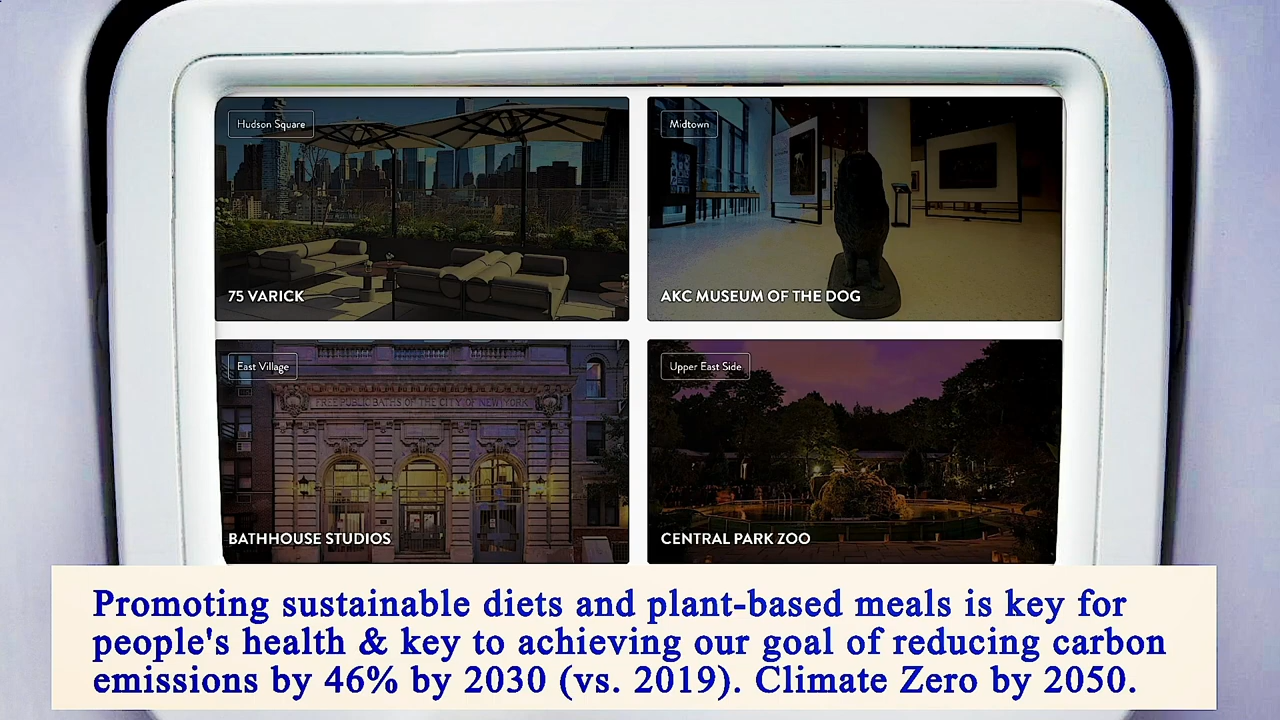 Hudson Square
75 VARICK
Midtown
AKC MUSEUM OF THE DOG
East Village
FREE PUBLIC BATHS OF THE CITY OF NEW YORK
BATHHOUSE STUDIOS
Upper East Side
CENTRAL PARK ZOO
Promoting sustainable diets and plant-based meals is key for
people's health & key to achieving our goal of reducing carbon
emissions by 46% by 2030 (vs. 2019). Climate Zero by 2050.